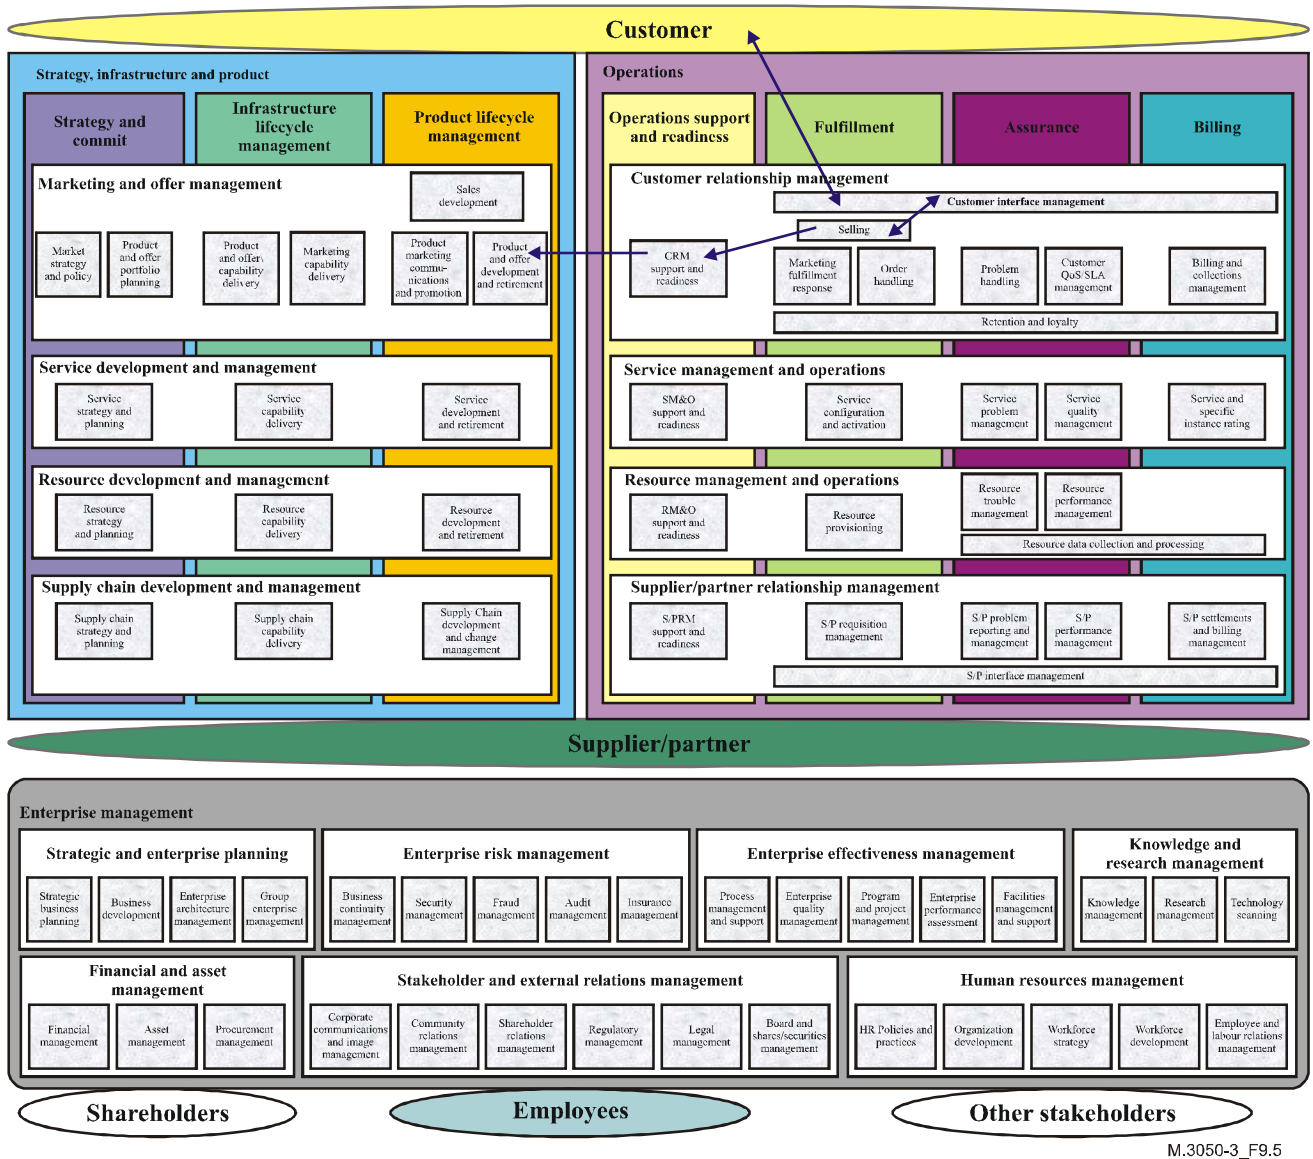 Customer
Strategy, infrastructure and product
Strategy and
commit
Infrastructure
lifecycle
management
Product lifecycle
management
Marketing and offer management
Sales
development
Market
strategy
and policy
Product
and offer
portfolio
planning
Product
and offer
capability
delivery
Marketing
capability
delivery
Product
marketing
commu-
nications
and promotion
Product
and offer
development
and retirement
Service development and management
Service
strategy and
planning
Service
capability
delivery
Service
development
and retirement
Resource development and management
Resource
strategy
and planning
Resource
capability
delivery
Resource
development
and retirement
Supply chain development and management
Supply chain
strategy and
planning
Supply chain
capability
delivery
Supply Chain
development
and change
management
Operations
Operations support
and readiness
Fulfillment
Assurance
Billing
Customer relationship management
Customer interface management
Selling
CRM
support and
readiness
Marketing
fulfillment
response
Order
handling
Problem
handling
Customer
QoS/SLA
management
Billing and
collections
management
Retention and loyalty
Service management and operations
SM&O
support and
readiness
Service
configuration
and activation
Service
problem
management
Service
quality
management
Service and
specific
instance rating
Resource management and operations
RM&O
support and
readiness
Resource
provisioning
Resource
trouble
management
Resource
performance
management
Resource data collection and processing
Supplier/partner relationship management
S/PRM
support and
readiness
S/P requisition
management
S/P problem
reporting and
management
S/P
performance
management
S/P settlements
and billing
management
S/P interface management
Supplier/partner
Enterprise management
Strategic and enterprise planning
Strategic
business
planning
Business
development
Enterprise
architecture
management
Group
enterprise
management
Enterprise risk management
Business
continuity
management
Security
management
Fraud
management
Audit
management
Insurance
management
Enterprise effectiveness management
Process
management
and support
Enterprise
quality
management
Program
and project
management
Enterprise
performance
assessment
Facilities
management
and support
Knowledge and
research management
Knowledge
management
Research
management
Technology
scanning
Financial and asset
management
Financial
management
Asset
management
Procurement
management
Stakeholder and external relations management
Corporate
communications
and image
management
Community
relations
management
Shareholder
relations
management
Regulatory
management
Legal
management
Board and
shares/securities
management
Human resources management
HR Policies and
practices
Organization
development
Workforce
strategy
Workforce
development
Employee and
labour relations
management
Shareholders
Employees
Other stakeholders
M.3050-3_F9.5